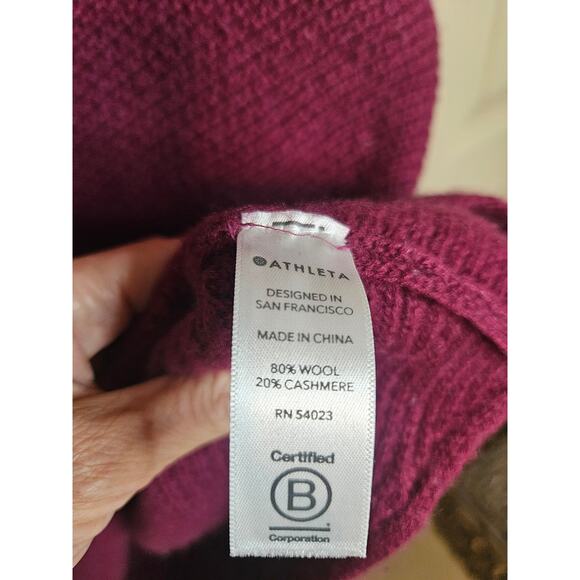 ATHLETA
DESIGNED IN
SAN FRANCISCO
MADE IN CHINA
80% WOOL
20% CASHMERE
RN 54023
Certified
B
Corporation